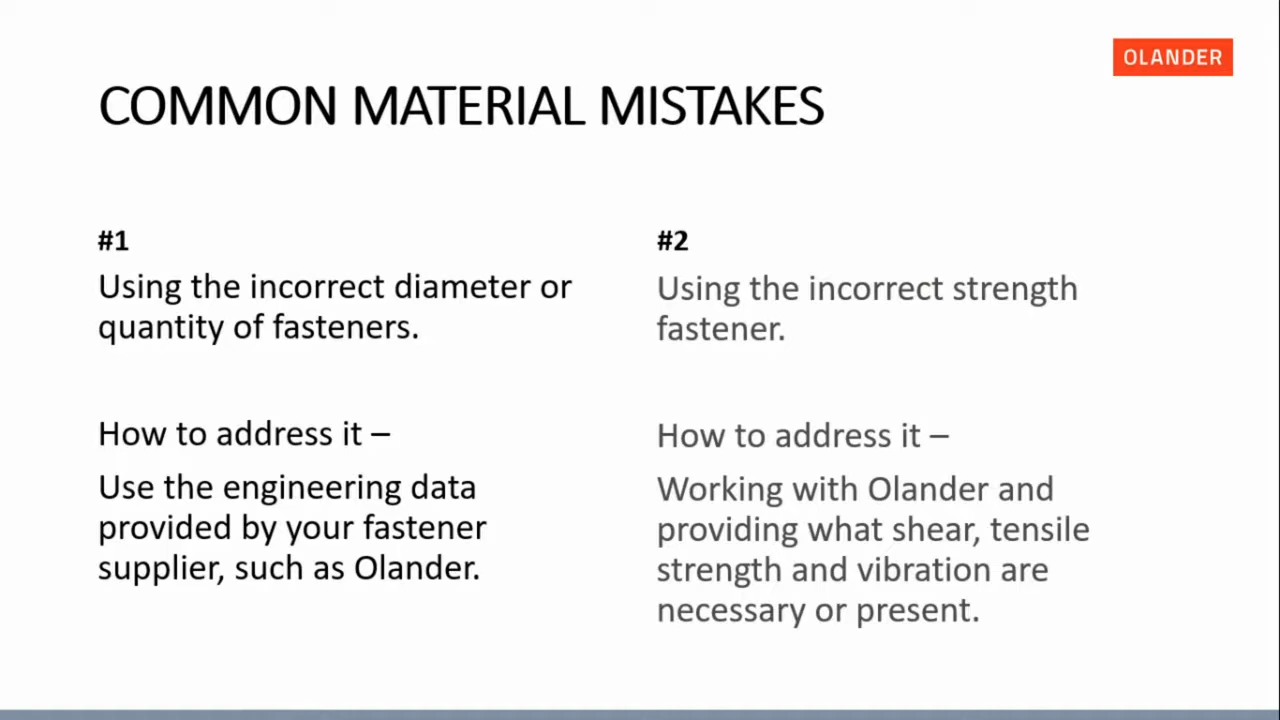 OLANDER
COMMON MATERIAL MISTAKES
#1
Using the incorrect diameter or
quantity of fasteners.
How to address it –
Use the engineering data
provided by your fastener
supplier, such as Olander.
#2
Using the incorrect strength
fastener.
How to address it –
Working with Olander and
providing what shear, tensile
strength and vibration are
necessary or present.